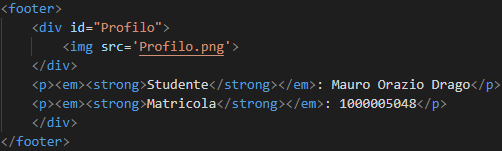 <footer>
<div id="Profilo">
<img src='Profilo.png'>
</div>
<p><em><strong>Studente</strong></em>: Mauro Orazio Drago</p>
<p><em><strong>Matricola</strong></em>: 1000005048</p>
</div>
</footer>